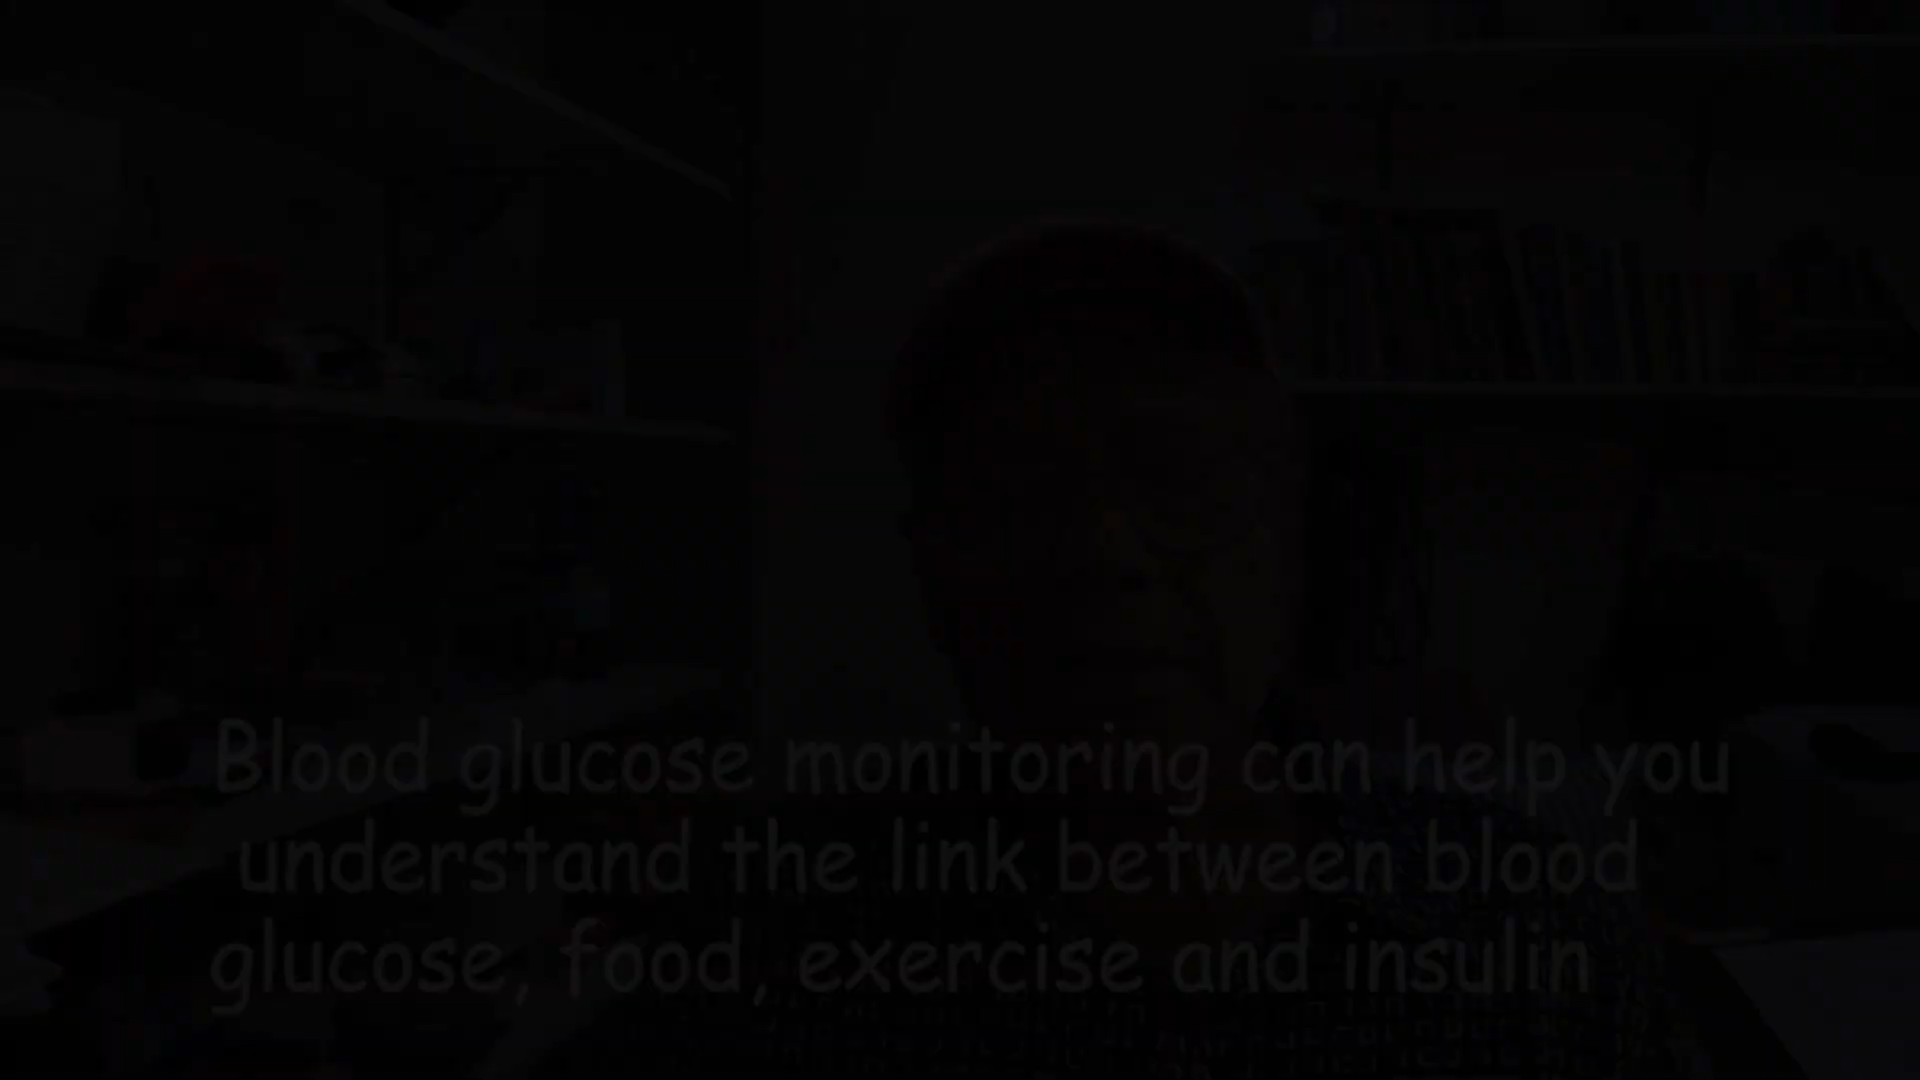 Blood glucose monitoring can help you
understand the link between blood
glucose, food, exercise and insulin